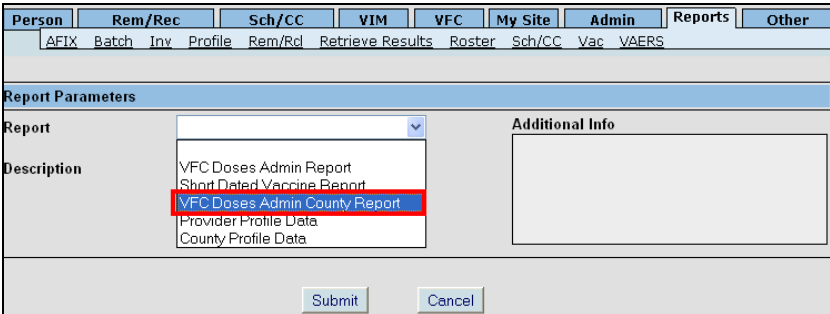 Person Rem/Rec Sch/CC VIM VFC My Site Admin Reports Other
AFIX Batch Inv Profile Rem/Rcl Retrieve Results Roster Sch/CC Vac VAERS
Report Parameters
Report
Additional Info
Description
VFC Doses Admin Report
Short Dated Vaccine Report
VFC Doses Admin County Report
Provider Profile Data
County Profile Data
Submit Cancel